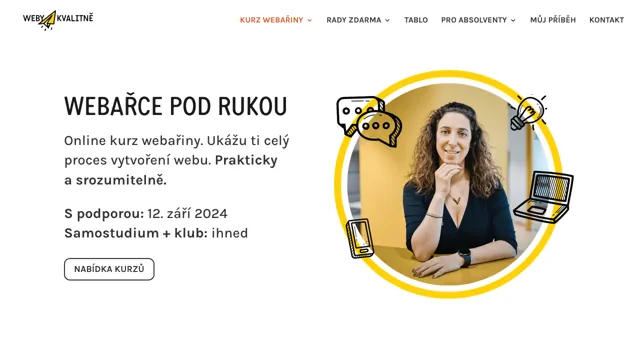 WEBY KVALITNĚ
KURZ WEBAŘINY
RADY ZDARMA
TABLO
PRO ABSOLVENTY
MŮJ PŘÍBĚH
KONTAKT
WEBAŘCE POD RUKOU
Online kurz webařiny. Ukážu ti celý
proces vytvoření webu. Prakticky
a srozumitelně.
S podporou: 12. září 2024
Samostudium + klub: ihned
NABÍDKA KURZŮ